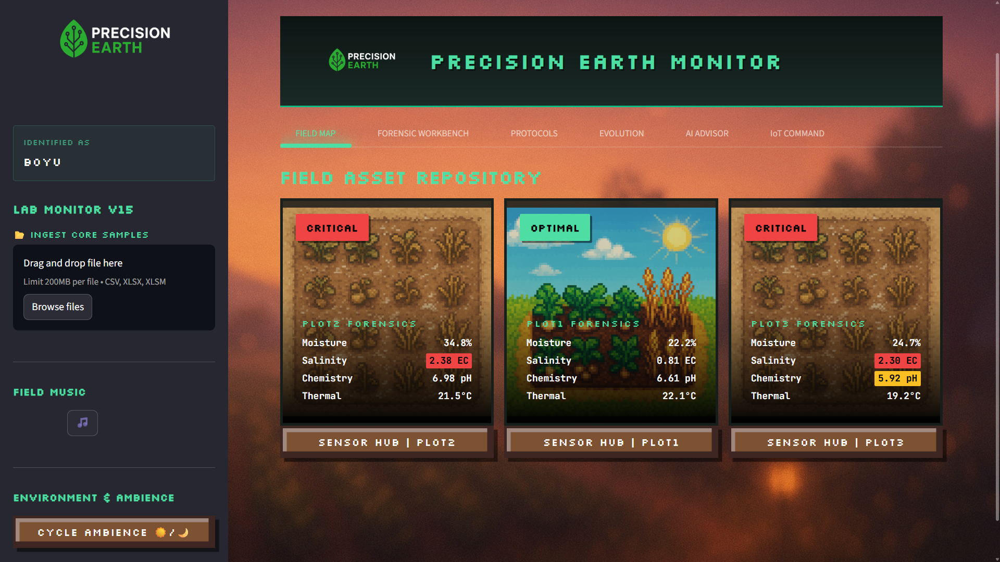 PRECISION
EARTH
IDENTIFIED AS
BOYU
LAB MONITOR V15
INGEST CORE SAMPLES
Drag and drop file here
Limit 200MB per file • CSV, XLSX, XLSM
Browse files
FIELD MUSIC
ENVIRONMENT & AMBIENCE
CYCLE AMBIENCE ☀️/🌙
PRECISION
EARTH
PRECISION EARTH MONITOR
FIELD MAP
FORENSIC WORKBENCH
PROTOCOLS
EVOLUTION
AI ADVISOR
IoT COMMAND
FIELD ASSET REPOSITORY
CRITICAL
PLOT2 FORENSICS
Moisture 34.8%
Salinity 2.38 EC
Chemistry 6.98 pH
Thermal 21.5°C
SENSOR HUB | PLOT2
OPTIMAL
PLOT1 FORENSICS
Moisture 22.2%
Salinity 0.81 EC
Chemistry 6.61 pH
Thermal 22.1°C
SENSOR HUB | PLOT1
CRITICAL
PLOT3 FORENSICS
Moisture 24.7%
Salinity 2.30 EC
Chemistry 5.92 pH
Thermal 19.2°C
SENSOR HUB | PLOT3